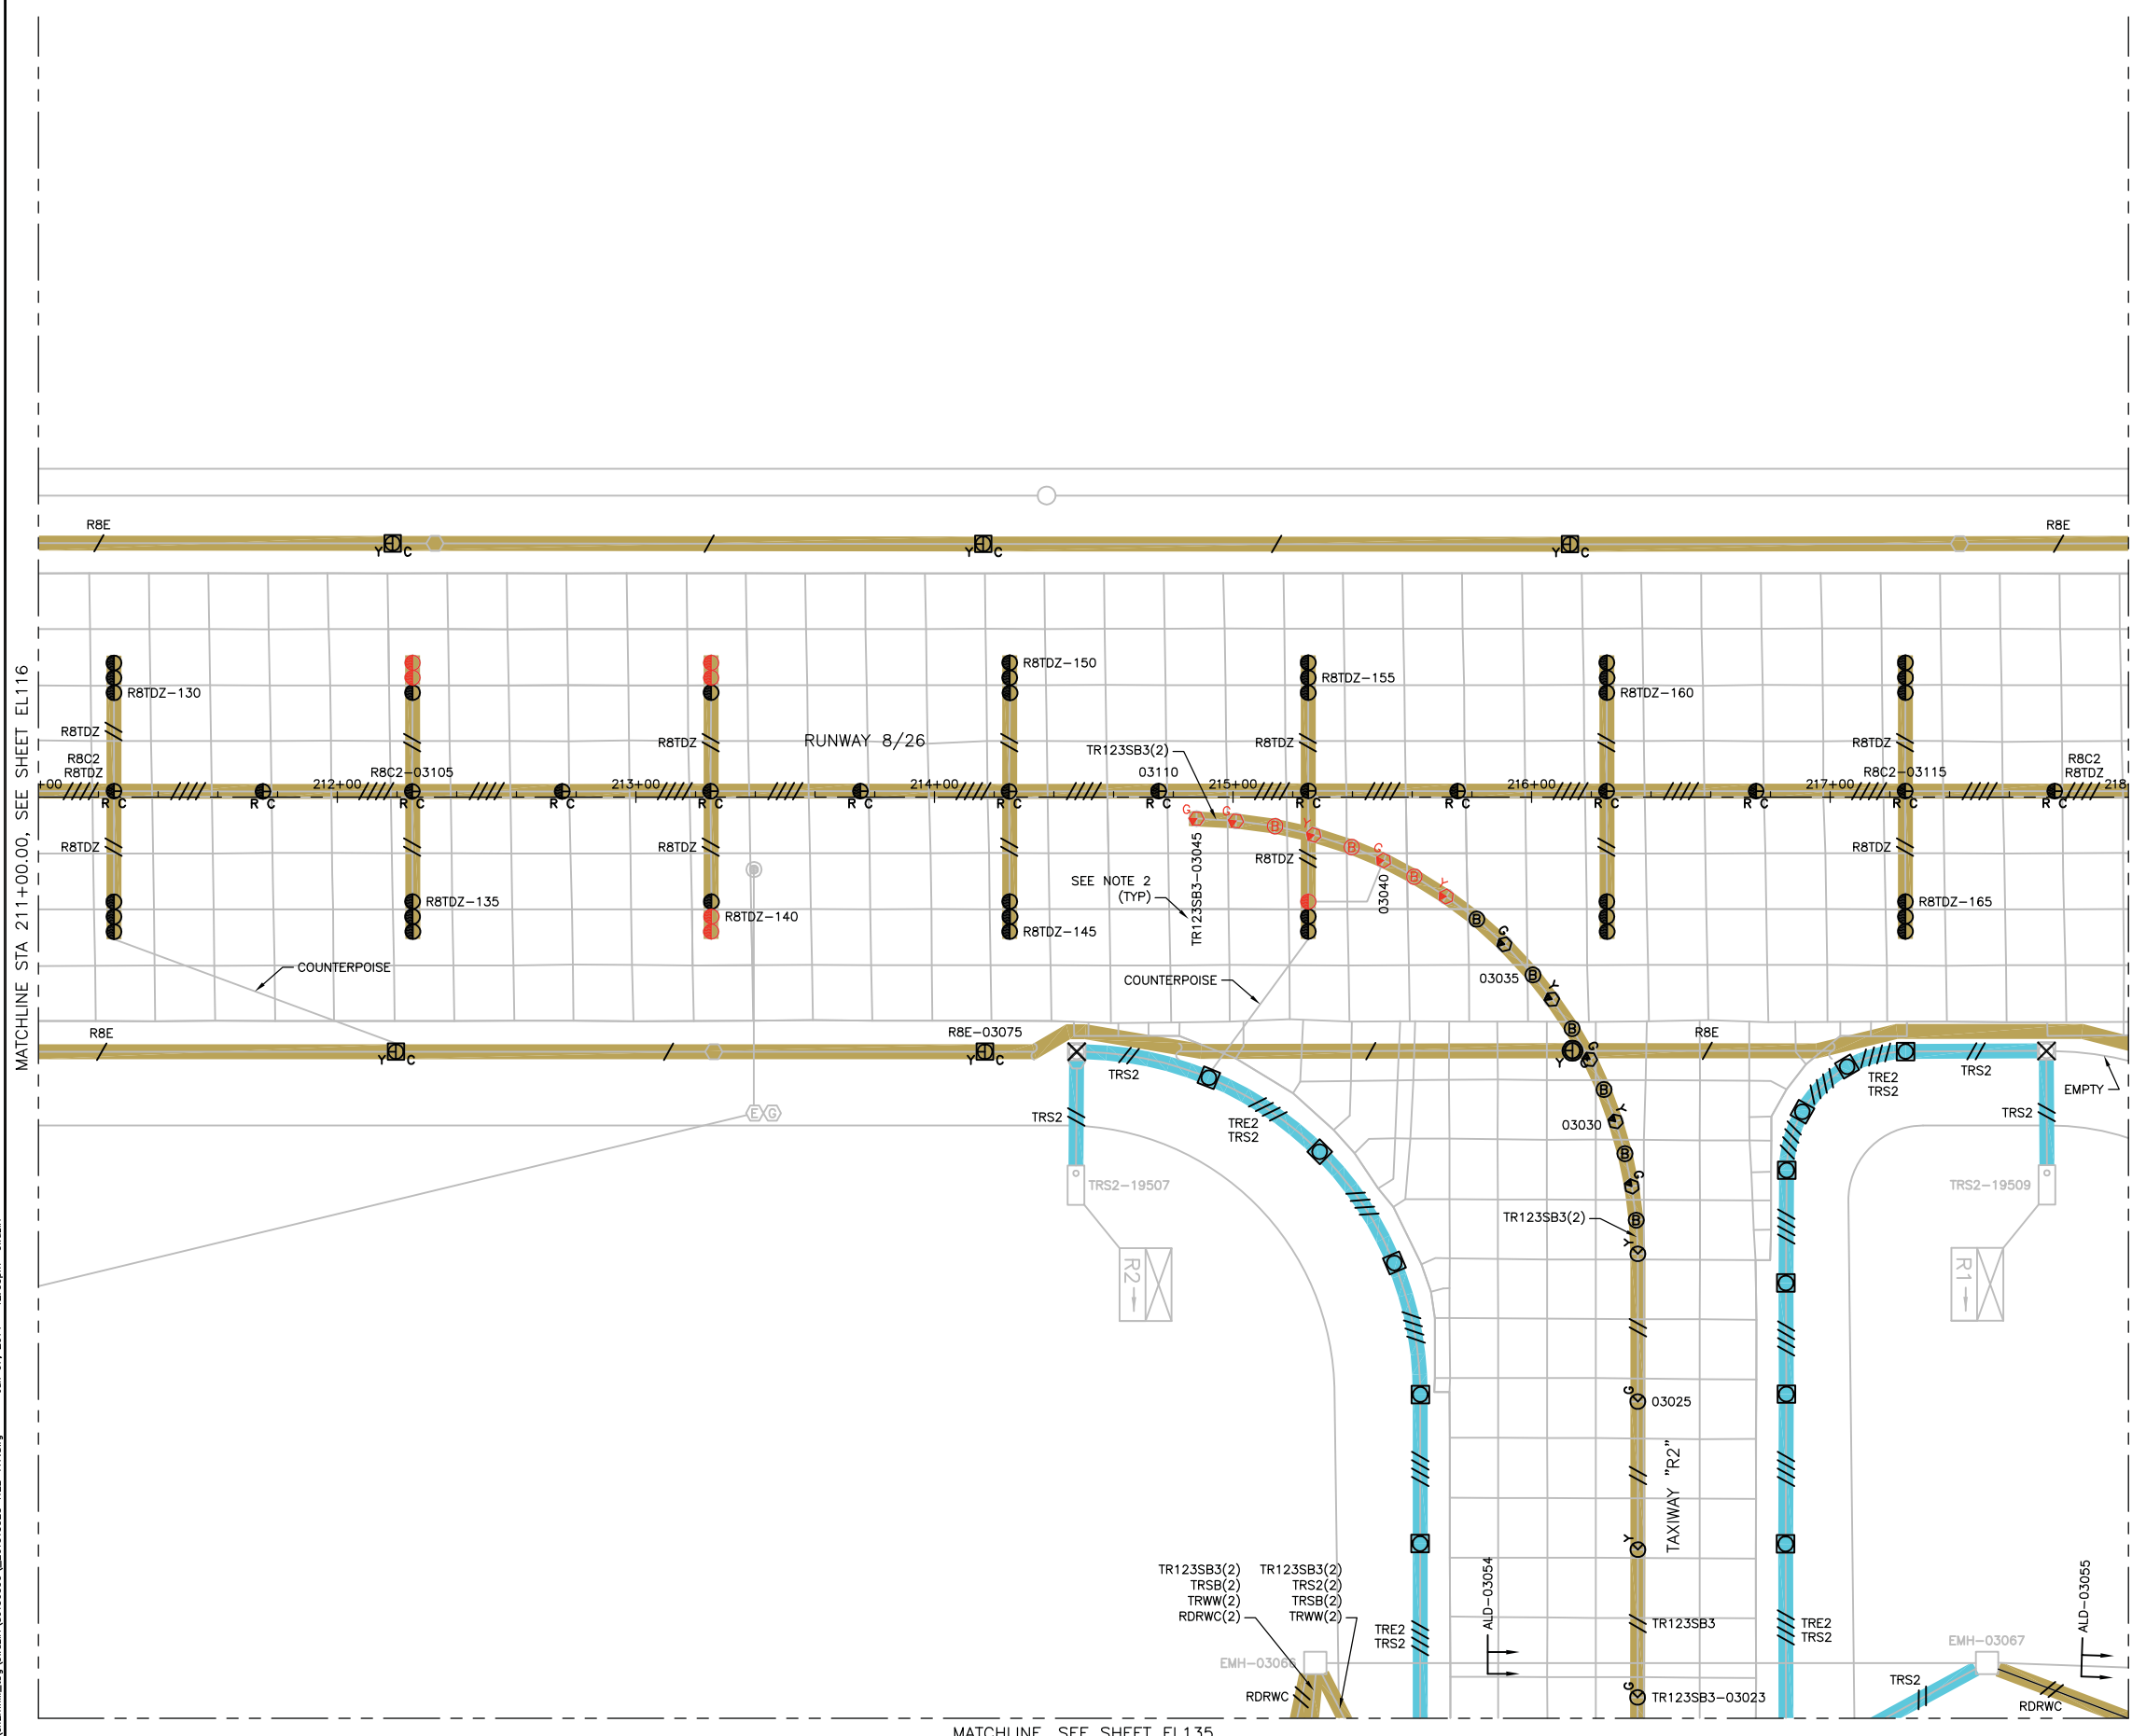 R8E
R8E
Y C
Y C
Y C
MATCHLINE STA 211+00.00, SEE SHEET EL116
R8TDZ-150
R8TDZ-155
R8TDZ-130
R8TDZ-160
R8TDZ
R8TDZ
RUNWAY 8/26
R8TDZ
R8TDZ
TR123SB3(2)
R8C2
R8TDZ
R8C2-03105
03110
R8C2-03115
R8C2
R8TDZ
+00
212+00
213+00
214+00
215+00
216+00
217+00
218
R C
R C
R C
R C
R C
R C
R C
R C
R C
R C
R C
R C
R C
R C
G
G
B
Y
B
G
B
Y
R8TDZ
R8TDZ
R8TDZ
R8TDZ
TR123SB3-03045
SEE NOTE 2
(TYP)
03040
R8TDZ-135
R8TDZ-140
R8TDZ-145
R8TDZ-165
B
G
COUNTERPOISE
COUNTERPOISE
03035
B
Y
B
R8E
R8E-03075
R8E
Y C
Y C
Y C
G
TRS2
TRE2
TRS2
TRS2
EMPTY
B
Y
E
G
TRS2
TRE2
TRS2
03030
TRS2
B
G
TRS2-19507
TRS2-19509
TR123SB3(2)
B
Y
R2
R1
G
03025
TAXIWAY "R2"
Y
TR123SB3(2)
TRSB(2)
TRWW(2)
RDRWC(2)
TR123SB3(2)
TRS2(2)
TRSB(2)
TRWW(2)
ALD-03054
ALD-03055
TRE2
TRS2
TR123SB3
TRE2
TRS2
EMH-03066
EMH-03067
RDRWC
G
TR123SB3-03023
TRS2
RDRWC
MATCHLINE, SEE SHEET EL135